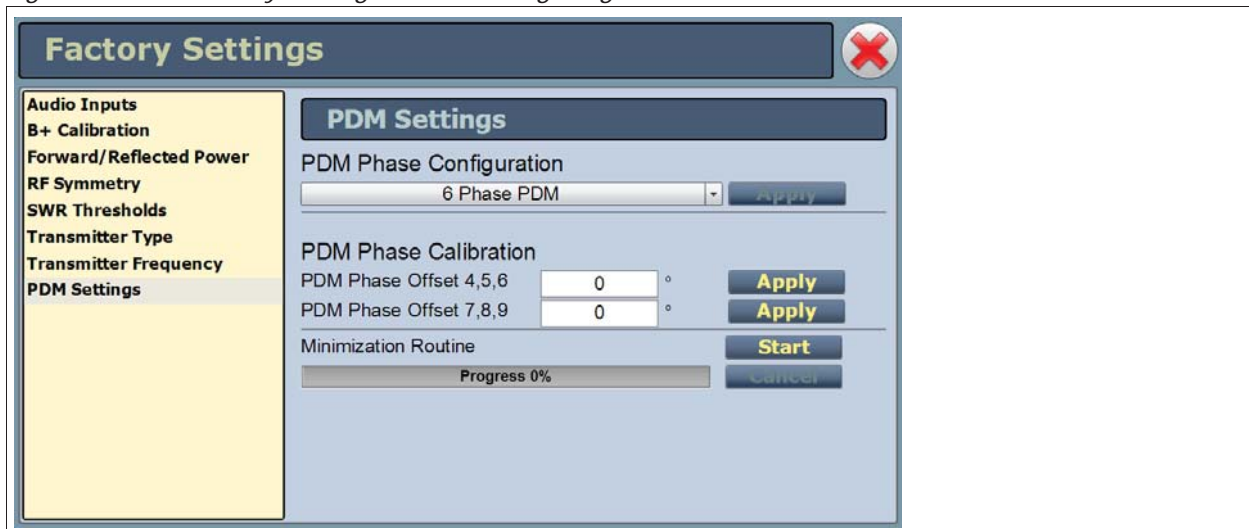 Factory Settings
Audio Inputs
B+ Calibration
Forward/Reflected Power
RF Symmetry
SWR Thresholds
Transmitter Type
Transmitter Frequency
PDM Settings
PDM Settings
PDM Phase Configuration
6 Phase PDM Apply
PDM Phase Calibration
PDM Phase Offset 4,5,6 0 ° Apply
PDM Phase Offset 7,8,9 0 ° Apply
Minimization Routine Start
Progress 0% Cancel